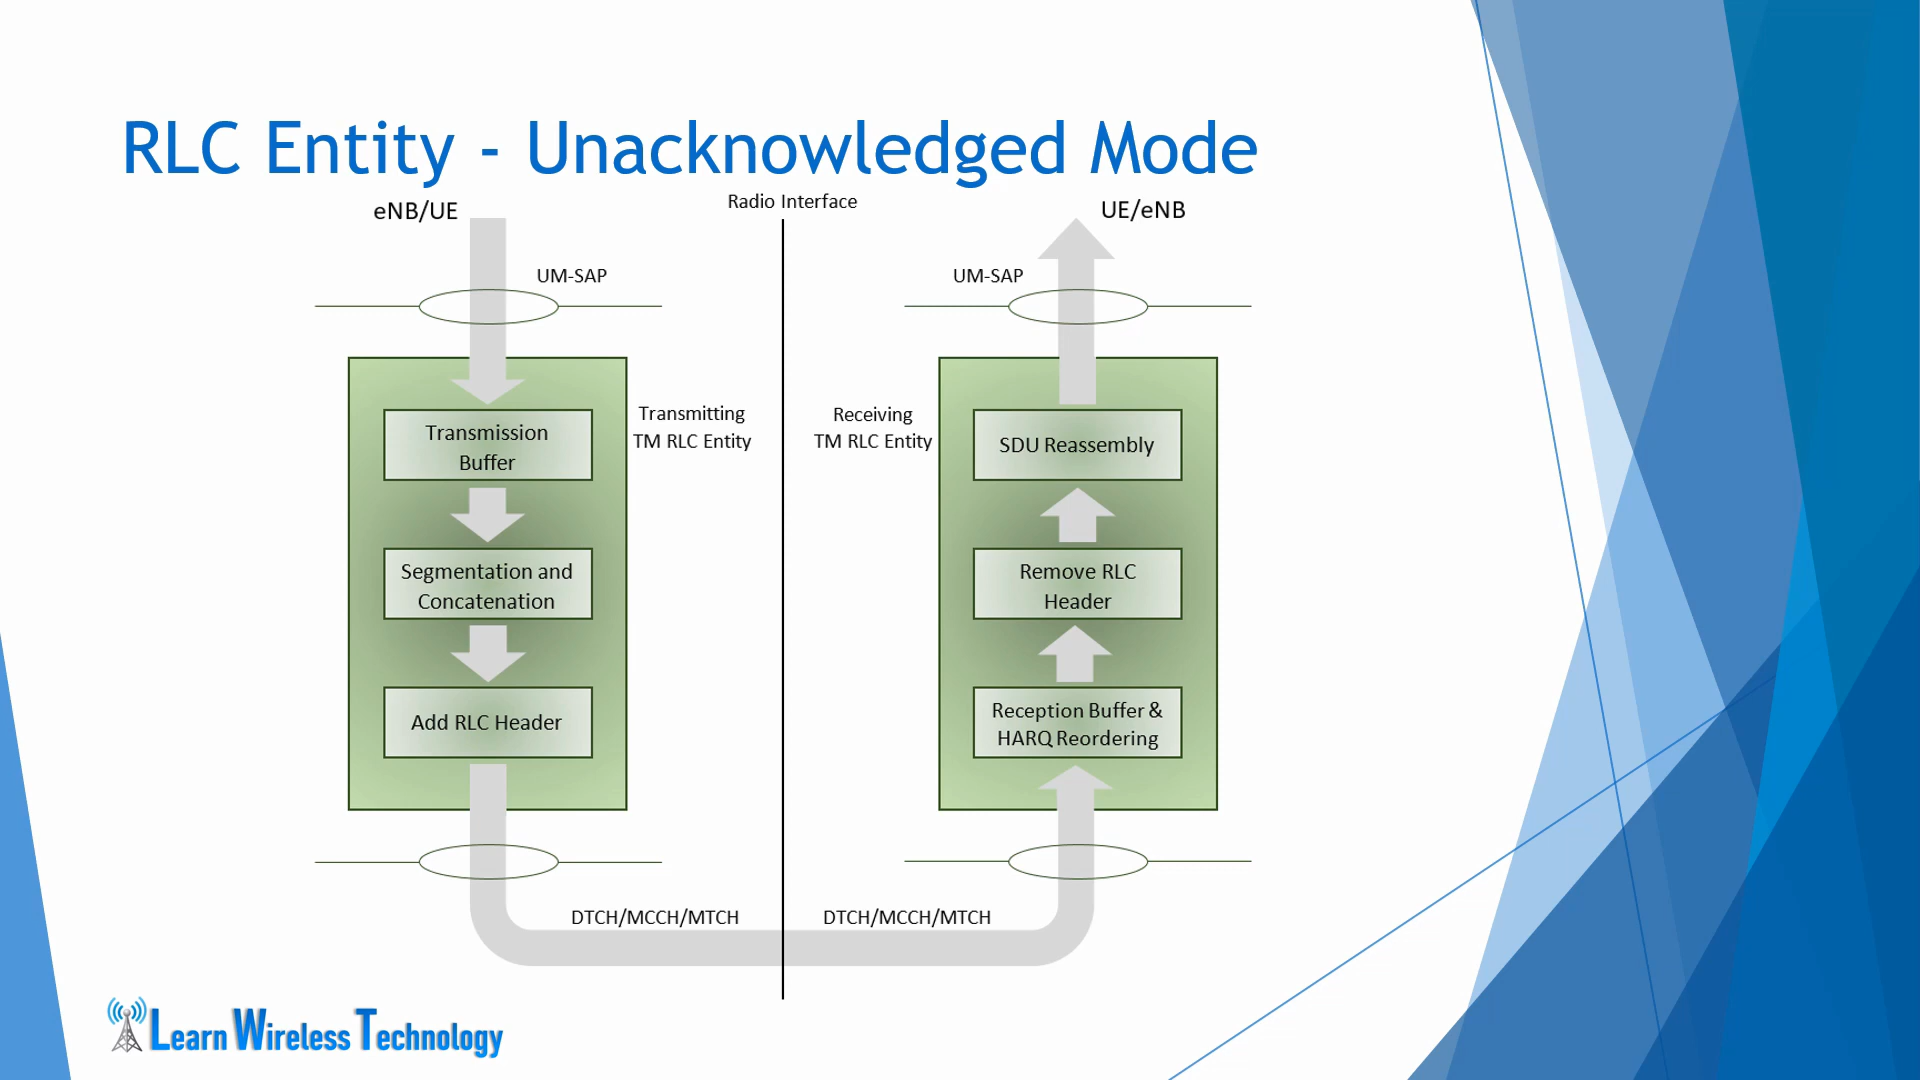 RLC Entity - Unacknowledged Mode
eNB/UE
Radio Interface
UE/eNB
UM-SAP
UM-SAP
Transmission
Buffer
Transmitting
TM RLC Entity
Receiving
TM RLC Entity
SDU Reassembly
Segmentation and
Concatenation
Remove RLC
Header
Add RLC Header
Reception Buffer &
HARQ Reordering
DTCH/MCCH/MTCH
DTCH/MCCH/MTCH
Learn Wireless Technology